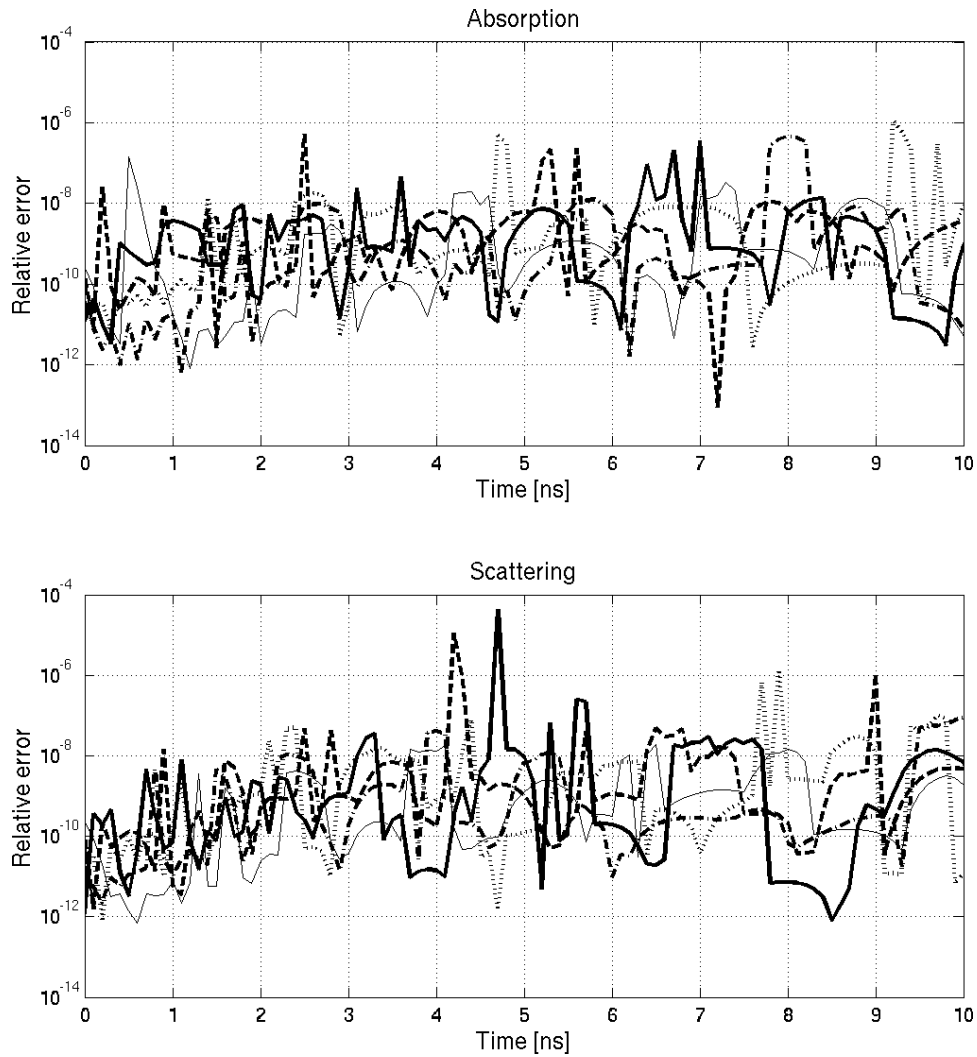 Absorption
10^-4
10^-6
10^-8
10^-10
10^-12
10^-14
Relative error
0 1 2 3 4 5 6 7 8 9 10
Time [ns]
Scattering
10^-4
10^-6
10^-8
10^-10
10^-12
10^-14
Relative error
0 1 2 3 4 5 6 7 8 9 10
Time [ns]